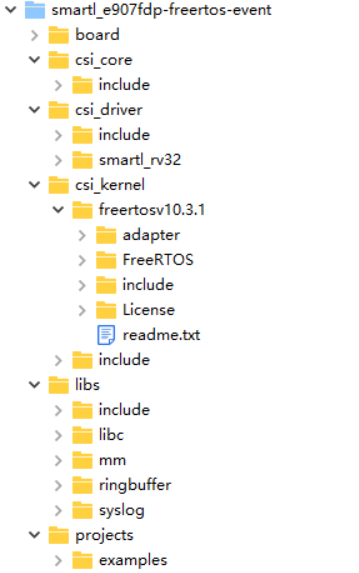 smartl_e907fdp-freertos-event
board
csi_core
include
csi_driver
include
smartl_rv32
csi_kernel
freertosv10.3.1
adapter
FreeRTOS
include
License
readme.txt
include
libs
include
libc
mm
ringbuffer
syslog
projects
examples